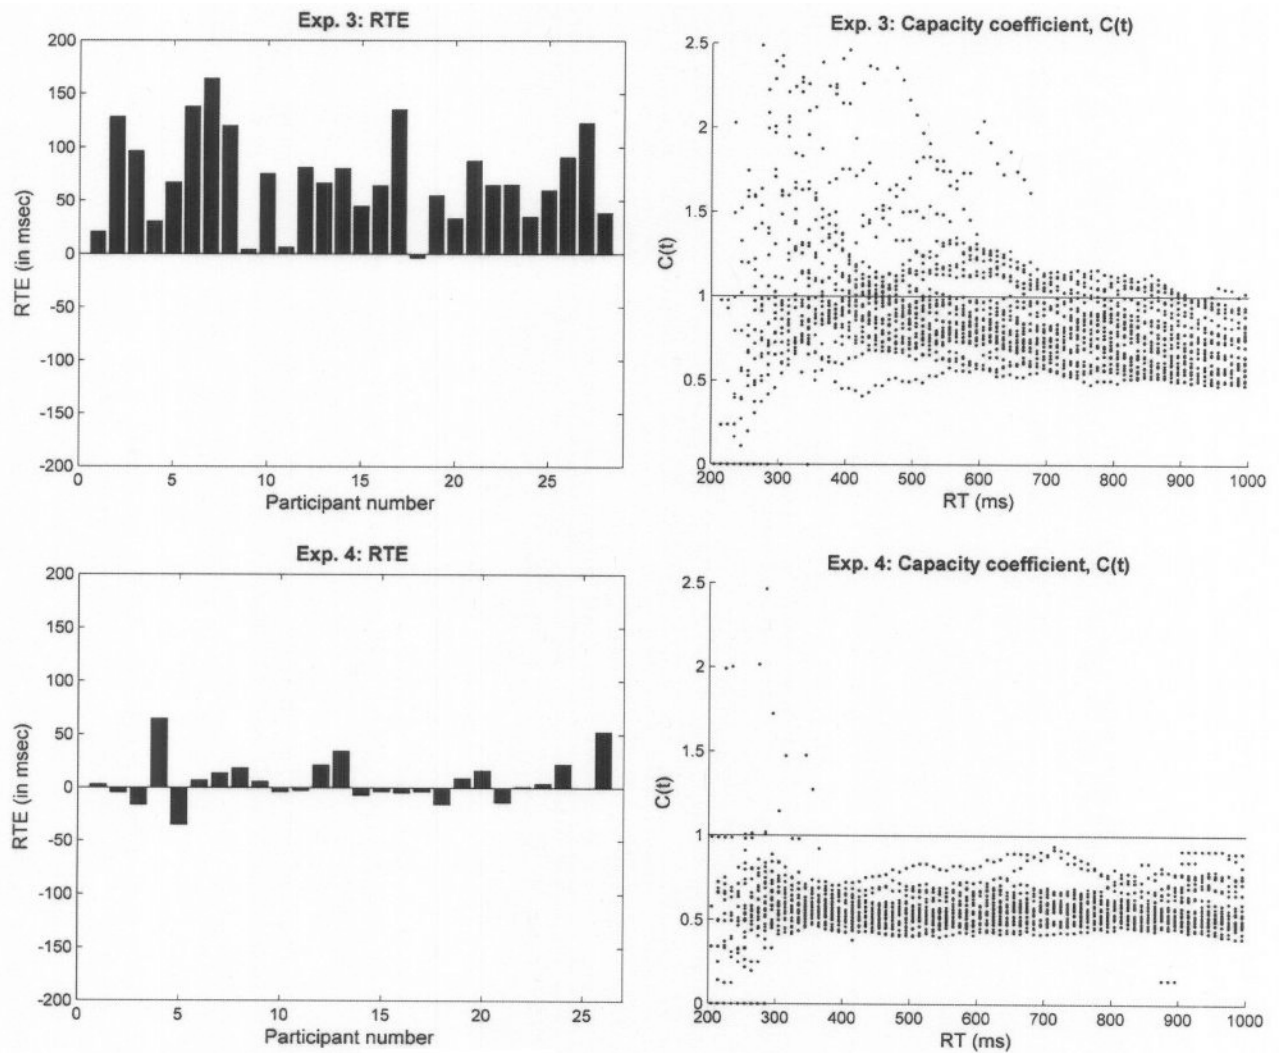 Exp. 3: RTE
200
150
100
50
0
-50
-100
-150
-200
RTE (in msec)
0 5 10 15 20 25
Participant number
Exp. 3: Capacity coefficient, C(t)
2.5
2
1.5
1
0.5
0
C(t)
200 300 400 500 600 700 800 900 1000
RT (ms)
Exp. 4: RTE
200
150
100
50
0
-50
-100
-150
-200
RTE (in msec)
0 5 10 15 20 25
Participant number
Exp. 4: Capacity coefficient, C(t)
2.5
2
1.5
1
0.5
0
C(t)
200 300 400 500 600 700 800 900 1000
RT (ms)